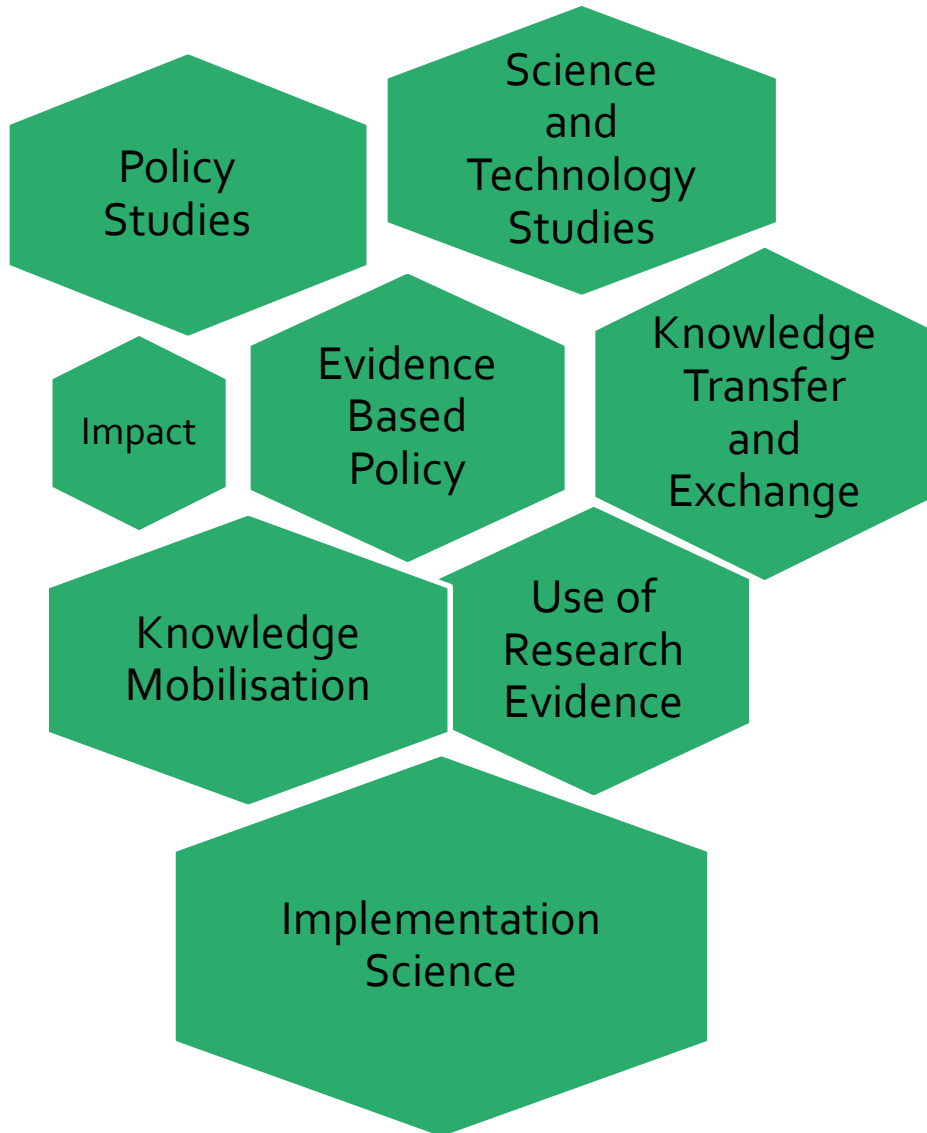 Policy
Studies
Science
and
Technology
Studies
Impact
Evidence
Based
Policy
Knowledge
Transfer
and
Exchange
Knowledge
Mobilisation
Use of
Research
Evidence
Implementation
Science